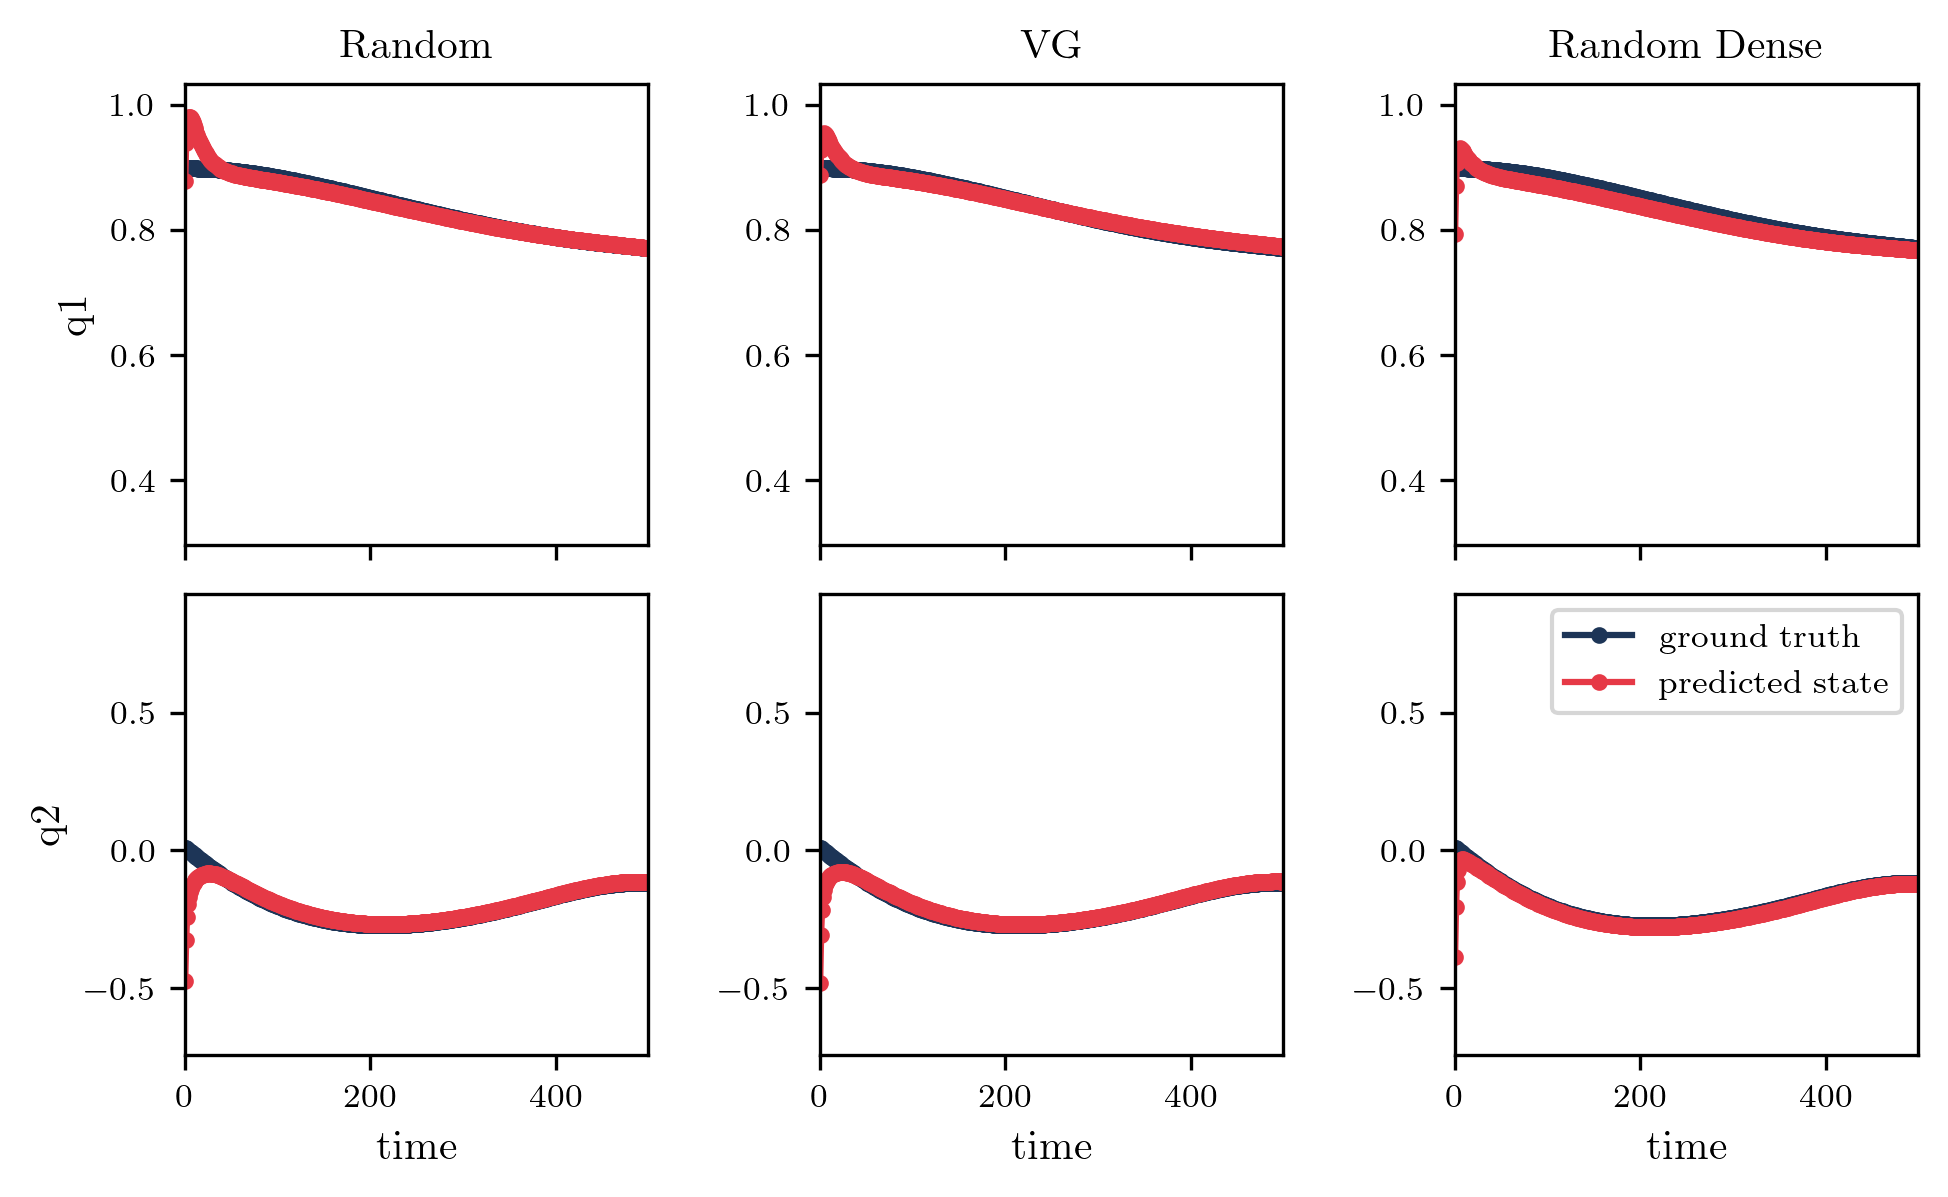 Random VG Random Dense
1.0 1.0 1.0
0.8 0.8 0.8
0.6 0.6 0.6
0.4 0.4 0.4
q1
ground truth
predicted state
0.5 0.5 0.5
0.0 0.0 0.0
−0.5 −0.5 −0.5
q2
0 200 400 0 200 400 0 200 400
time time time